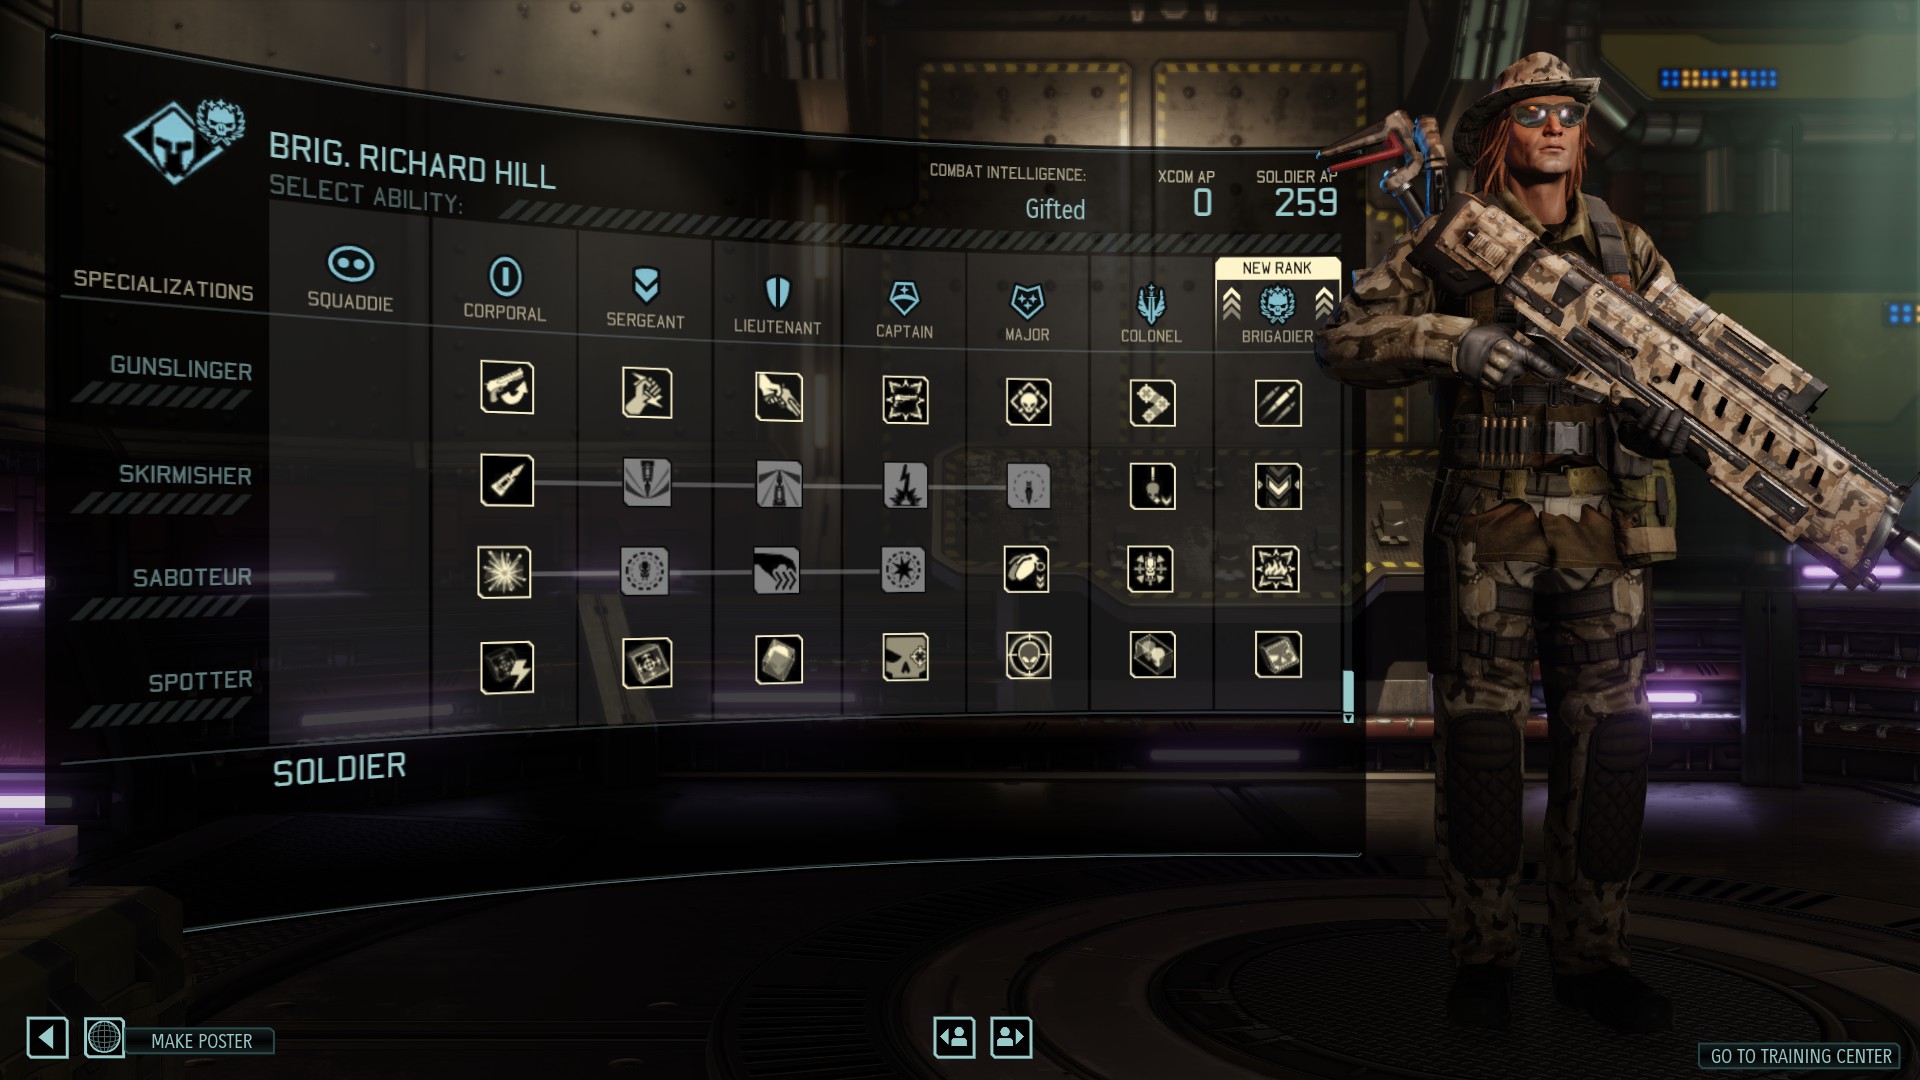 BRIG. RICHARD HILL
SELECT ABILITY:
COMBAT INTELLIGENCE:
Gifted
XCOM AP
0
SOLDIER AP
259
SPECIALIZATIONS
SQUADDIE
CORPORAL
SERGEANT
LIEUTENANT
CAPTAIN
MAJOR
COLONEL
NEW RANK
BRIGADIER
GUNSLINGER
SKIRMISHER
SABOTEUR
SPOTTER
SOLDIER
MAKE POSTER
GO TO TRAINING CENTER